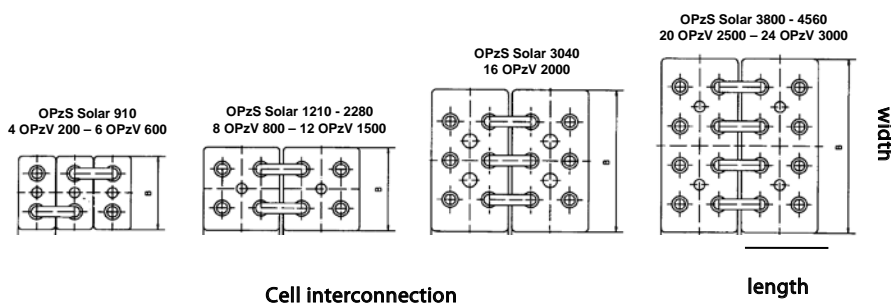 OPzS Solar 910
4 OPzV 200 – 6 OPzV 600
B
OPzS Solar 1210 - 2280
8 OPzV 800 – 12 OPzV 1500
B
OPzS Solar 3040
16 OPzV 2000
B
OPzS Solar 3800 - 4560
20 OPzV 2500 – 24 OPzV 3000
B
width
length
Cell interconnection